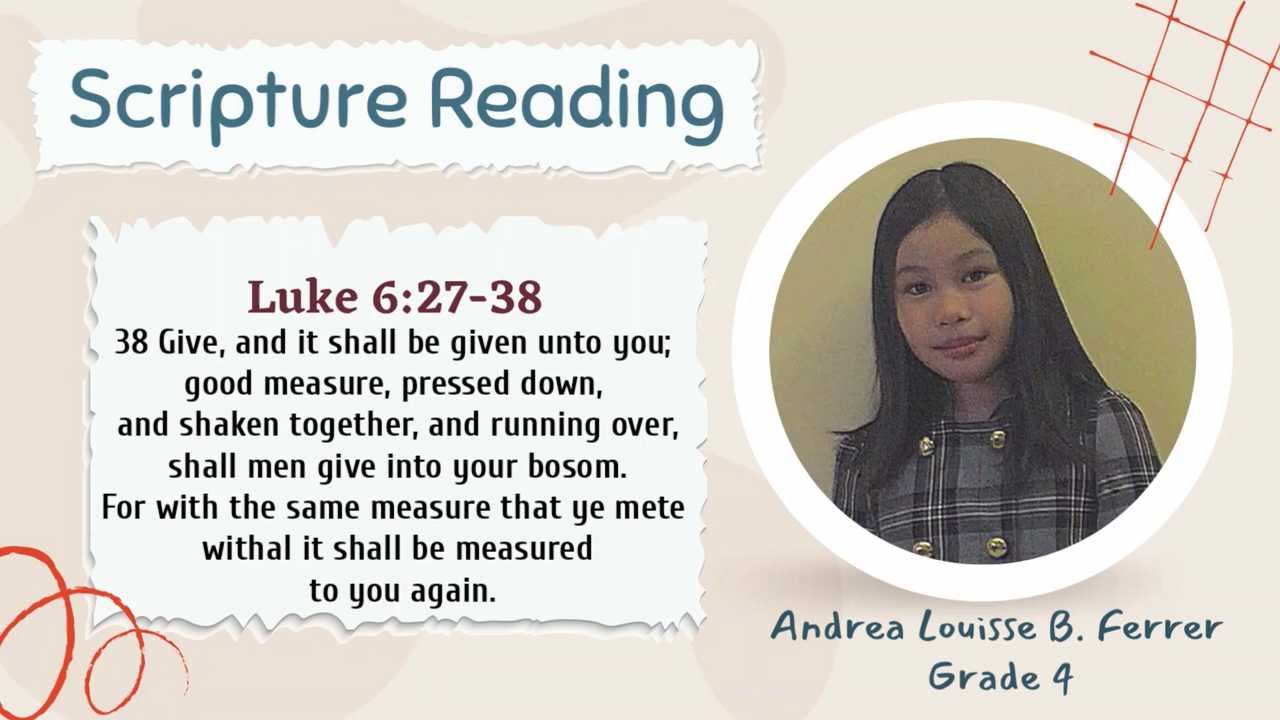 Scripture Reading
Luke 6:27-38
38 Give, and it shall be given unto you;
good measure, pressed down,
and shaken together, and running over,
shall men give into your bosom.
For with the same measure that ye mete
withal it shall be measured
to you again.
Andrea Louisse B. Ferrer
Grade 4